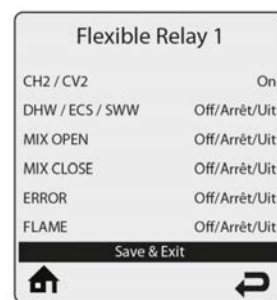 Flexible Relay 1
CH2 / CV2 On
DHW / ECS / SWW Off/Arrêt/Uit
MIX OPEN Off/Arrêt/Uit
MIX CLOSE Off/Arrêt/Uit
ERROR Off/Arrêt/Uit
FLAME Off/Arrêt/Uit
Save & Exit